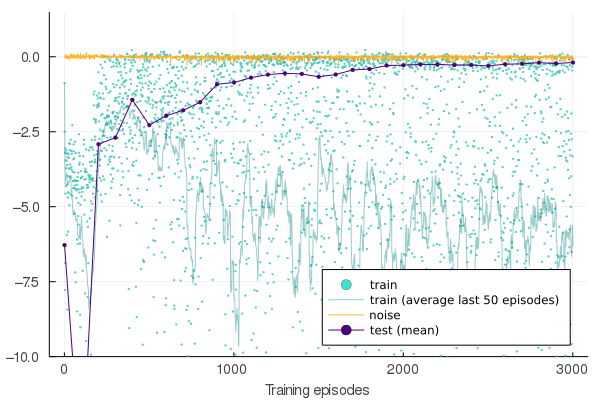 0.0
−2.5
−5.0
−7.5
−10.0
0
1000
2000
3000
Training episodes
train
train (average last 50 episodes)
noise
test (mean)